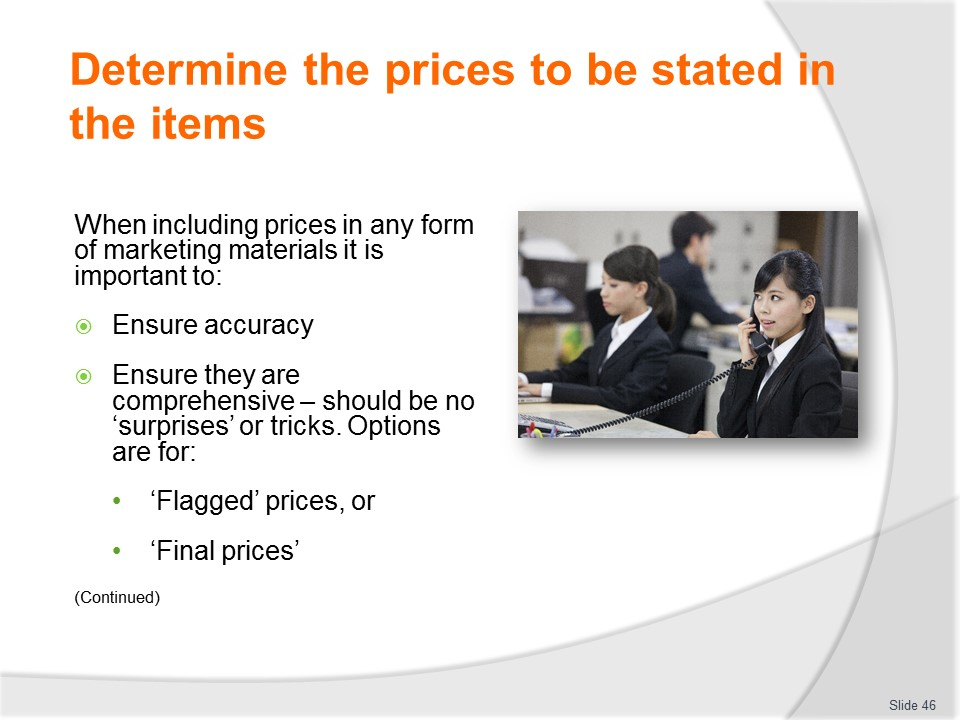 Determine the prices to be stated in
the items
When including prices in any form
of marketing materials it is
important to:
Ensure accuracy
Ensure they are
comprehensive – should be no
‘surprises’ or tricks. Options
are for:
• ‘Flagged’ prices, or
• ‘Final prices’
(Continued)
Slide 46